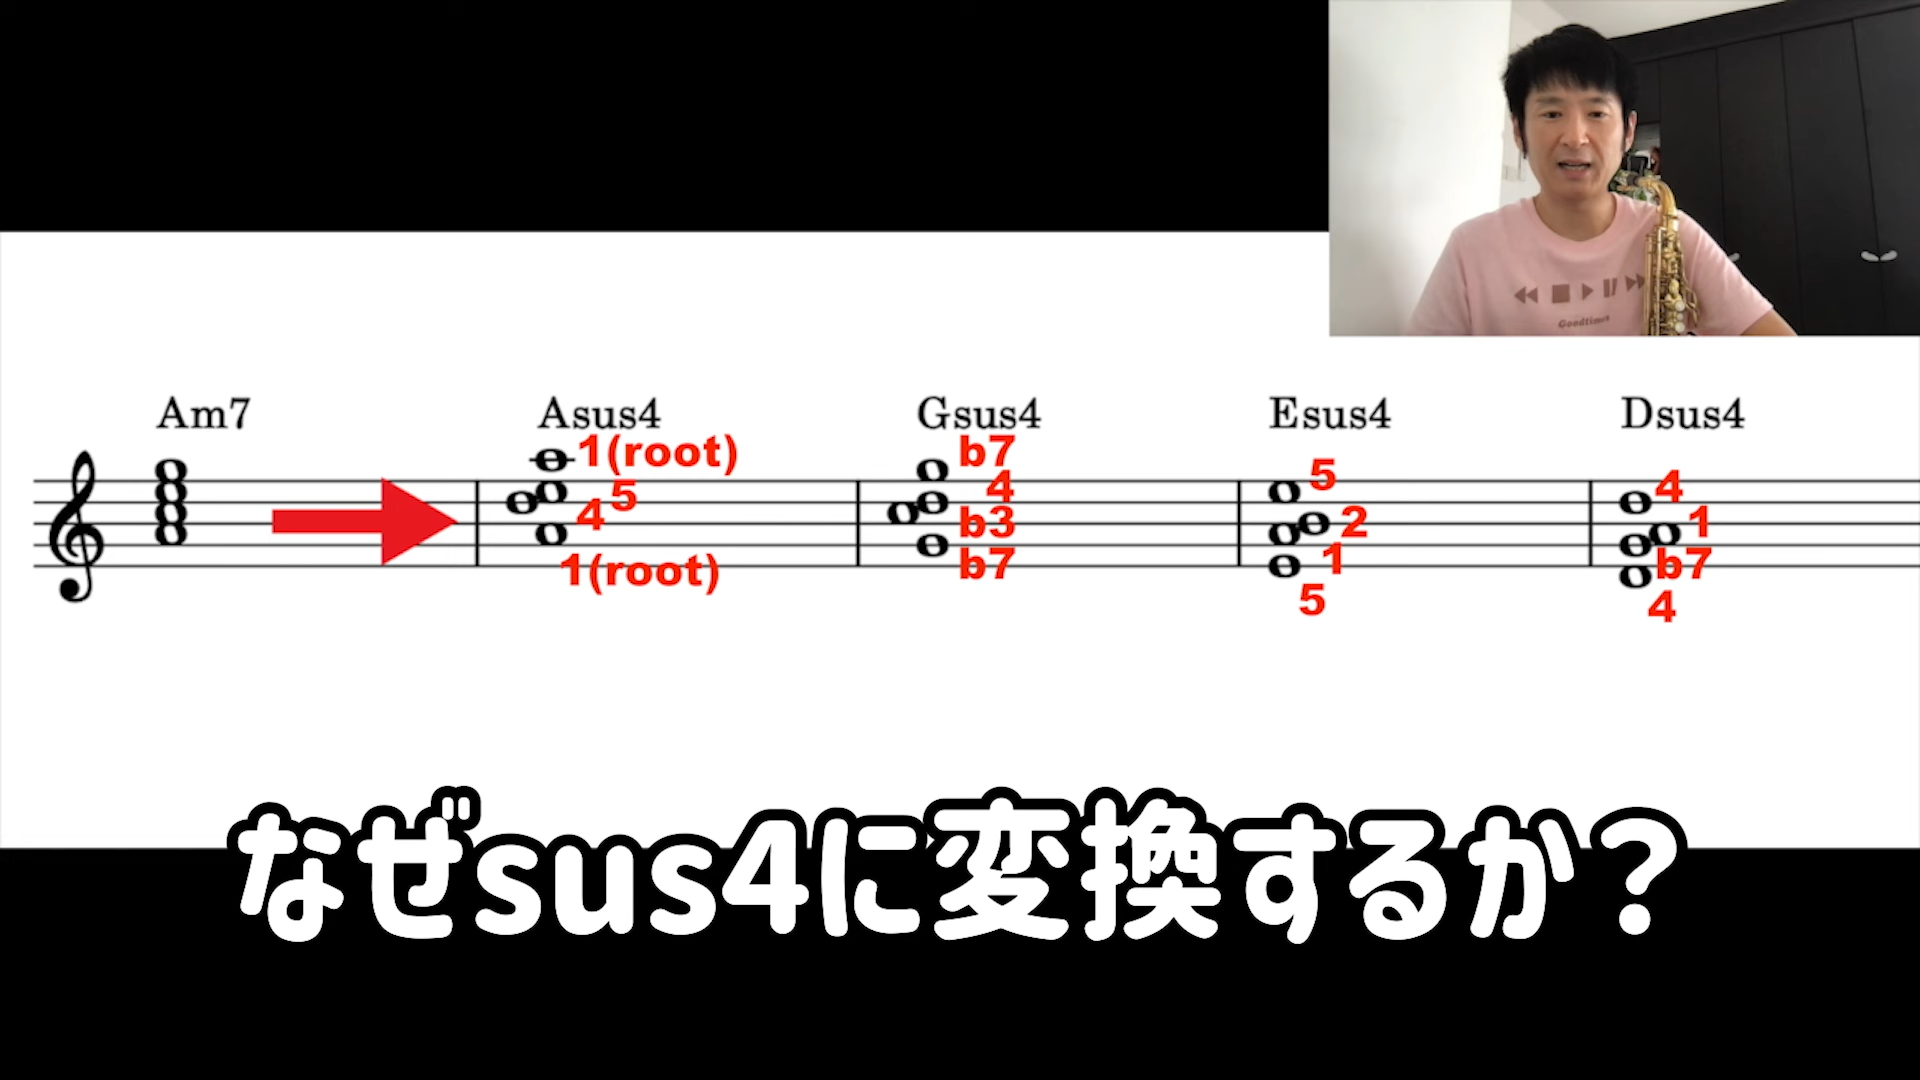 Goodtimes
Am7
Asus4
Gsus4
Esus4
Dsus4
1(root)
5
4
1(root)
b7
4
b3
b7
5
2
1
5
4
1
b7
4
なぜsus4に変換するか?